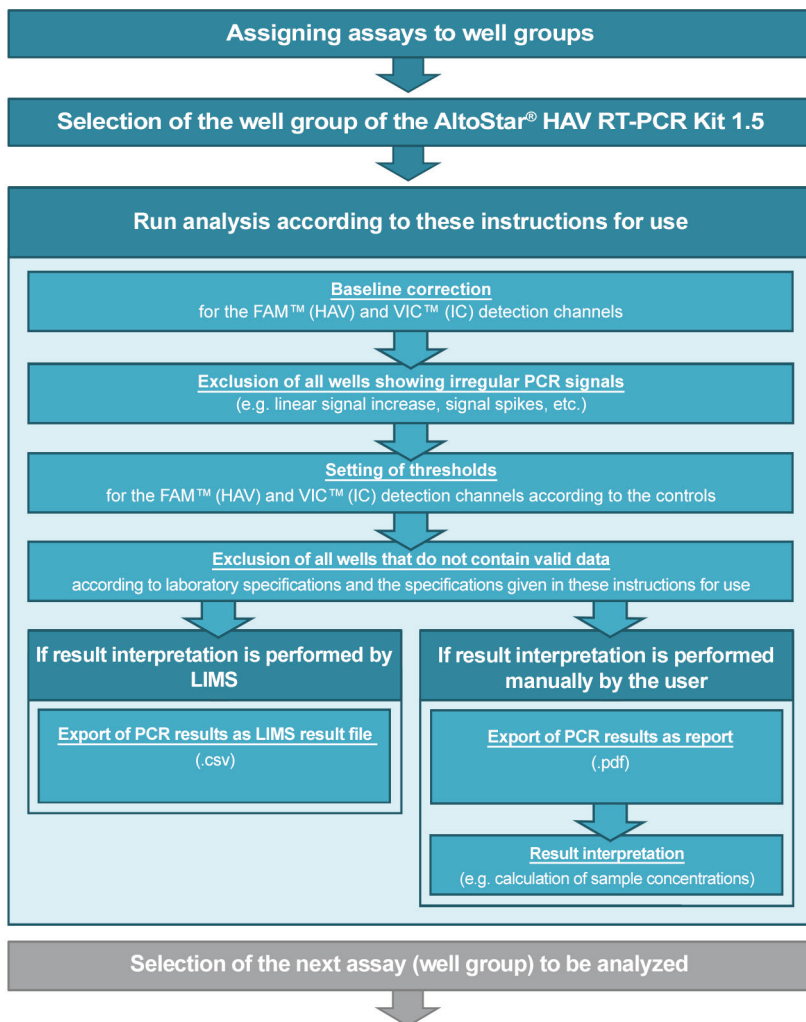 Assigning assays to well groups
Selection of the well group of the AltoStar® HAV RT-PCR Kit 1.5
Run analysis according to these instructions for use
Baseline correction
for the FAM™ (HAV) and VIC™ (IC) detection channels
Exclusion of all wells showing irregular PCR signals
(e.g. linear signal increase, signal spikes, etc.)
Setting of thresholds
for the FAM™ (HAV) and VIC™ (IC) detection channels according to the controls
Exclusion of all wells that do not contain valid data
according to laboratory specifications and the specifications given in these instructions for use
If result interpretation is performed by
LIMS
Export of PCR results as LIMS result file
(.csv)
If result interpretation is performed
manually by the user
Export of PCR results as report
(.pdf)
Result interpretation
(e.g. calculation of sample concentrations)
Selection of the next assay (well group) to be analyzed